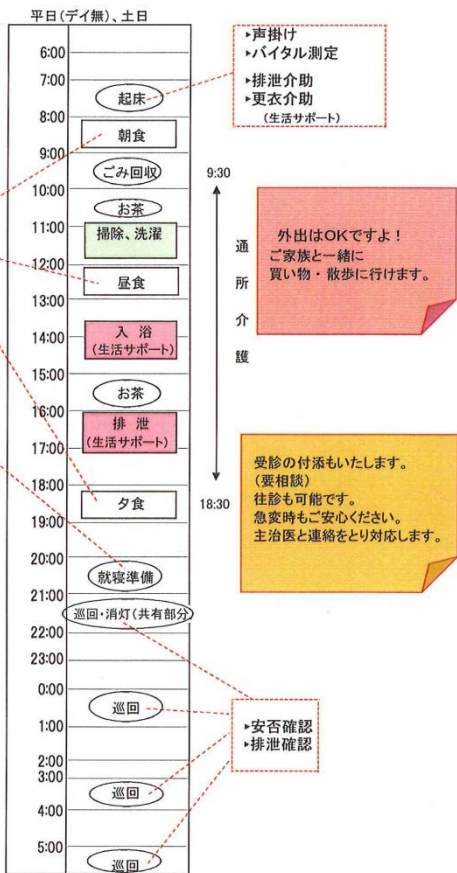 平日(デイ無)、土日
6:00
7:00
起床
8:00
朝食
9:00
ごみ回収
10:00
お茶
11:00
掃除、洗濯
12:00
昼食
13:00
14:00
入 浴
(生活サポート)
15:00
お茶
16:00
排 泄
(生活サポート)
17:00
18:00
夕食
19:00
20:00
就寝準備
21:00
巡回・消灯(共有部分
22:00
23:00
0:00
巡回
1:00
2:00
3:00
巡回
4:00
5:00
巡回
▸声掛け
▸バイタル測定
▸排泄介助
▸更衣介助
(生活サポート)
9:30
通所介護
18:30
外出はOKですよ！
ご家族と一緒に
買い物・散歩に行けます。
受診の付添もいたします。
(要相談)
往診も可能です。
急変時もご安心ください。
主治医と連絡をとり対応します。
▸安否確認
▸排泄確認